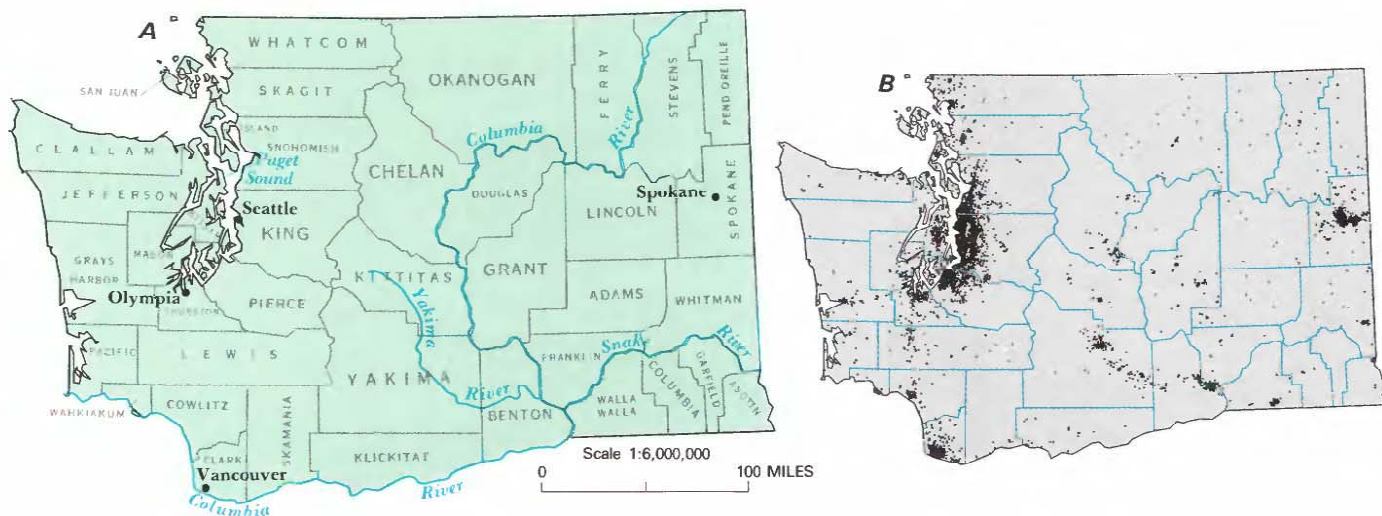 A
WHATCOM
SAN JUAN
SKAGIT
OKANOGAN
FERRY
STEVENS
PEND OREILLE
ISLAND
SNOHOMISH
Columbia
River
CLALLAM
Puget
Sound
CHELAN
JEFFERSON
DOUGLAS
Spokane
Seattle
KING
LINCOLN
SPOKANE
MASON
GRAYS
HARBOR
KITTITAS
GRANT
Olympia
PIERCE
ADAMS
WHITMAN
THURSTON
Yakima
River
PACIFIC
LEWIS
YAKIMA
FRANKLIN
Snake
River
GARFIELD
COLUMBIA
ASOTIN
WAHKIAKUM
COWLITZ
SKAMANIA
BENTON
WALLA
WALLA
CLARK
KLICKITAT
Vancouver
Columbia
River
Scale 1:6,000,000
0 100 MILES
B